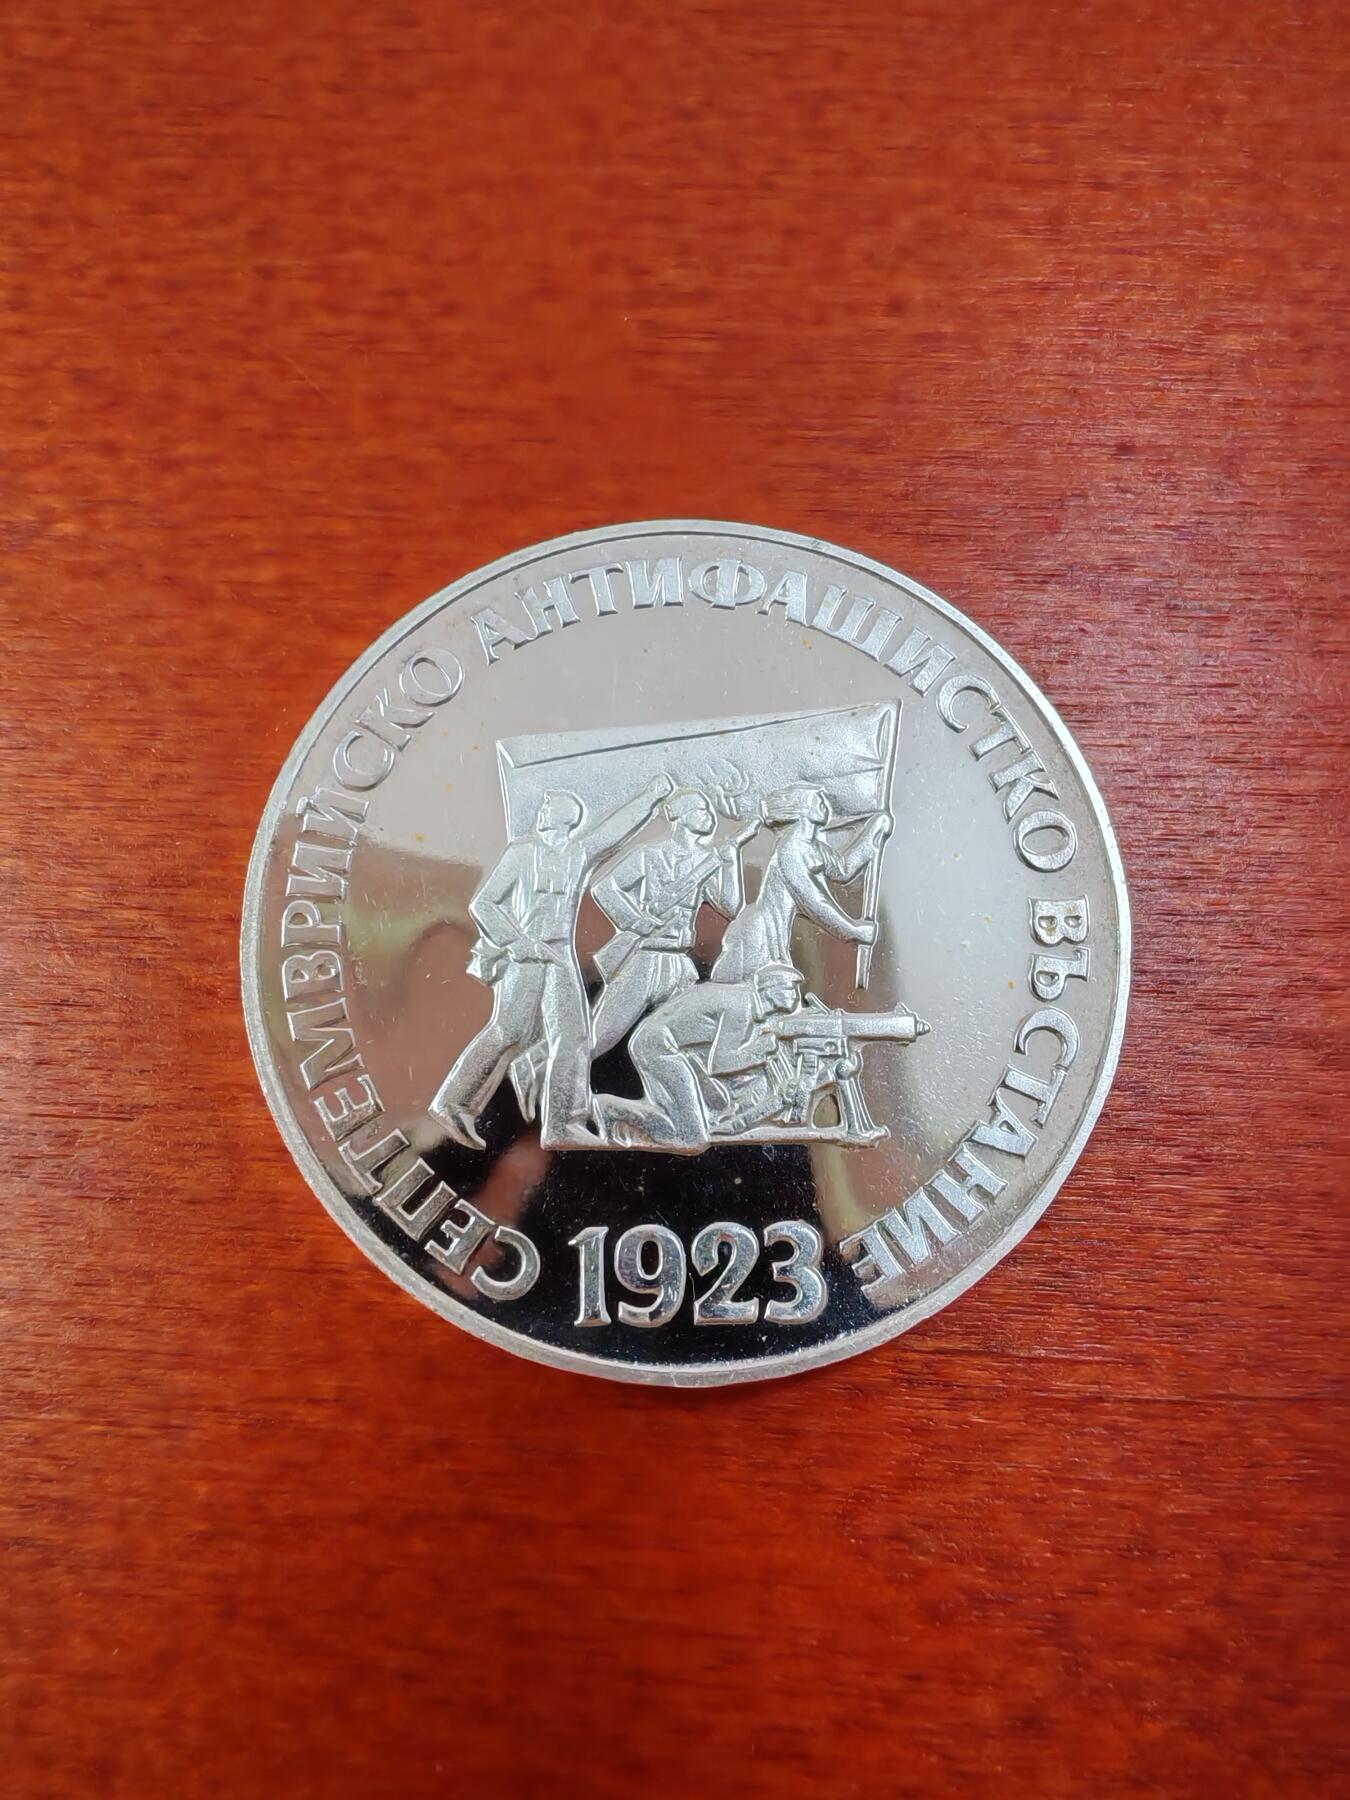 СЕПТЕМВРИЙСКО АНТИФАШИСТКО ВЪСТАНИЕ
1923